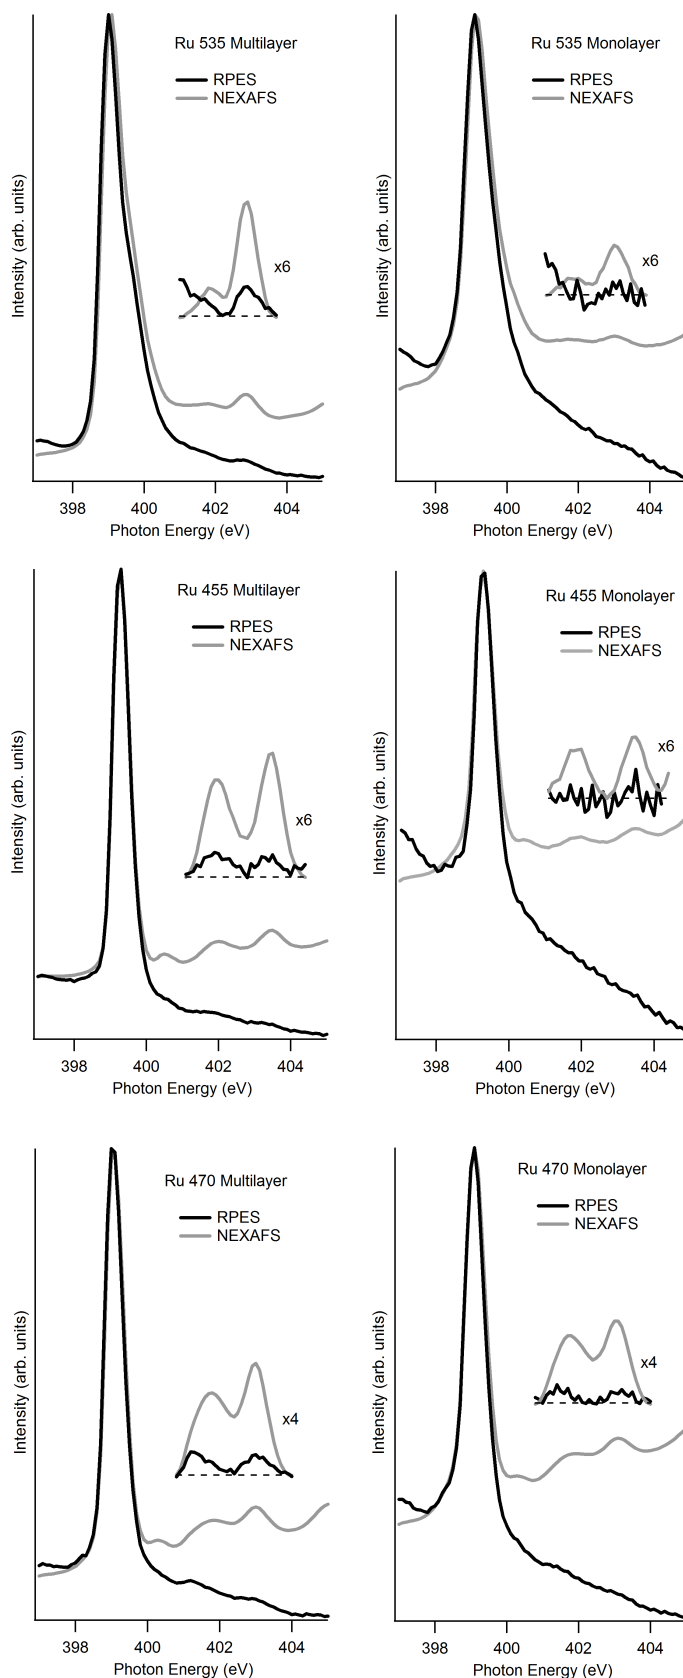 Ru 535 Multilayer
RPES
NEXAFS
x6
Intensity (arb. units)
398
400
402
404
Photon Energy (eV)
Ru 535 Monolayer
RPES
NEXAFS
x6
Intensity (arb. units)
398
400
402
404
Photon Energy (eV)
Ru 455 Multilayer
RPES
NEXAFS
x6
Intensity (arb. units)
398
400
402
404
Photon Energy (eV)
Ru 455 Monolayer
RPES
NEXAFS
x6
Intensity (arb. units)
398
400
402
404
Photon Energy (eV)
Ru 470 Multilayer
RPES
NEXAFS
x4
Intensity (arb. units)
398
400
402
404
Photon Energy (eV)
Ru 470 Monolayer
RPES
NEXAFS
x4
Intensity (arb. units)
398
400
402
404
Photon Energy (eV)